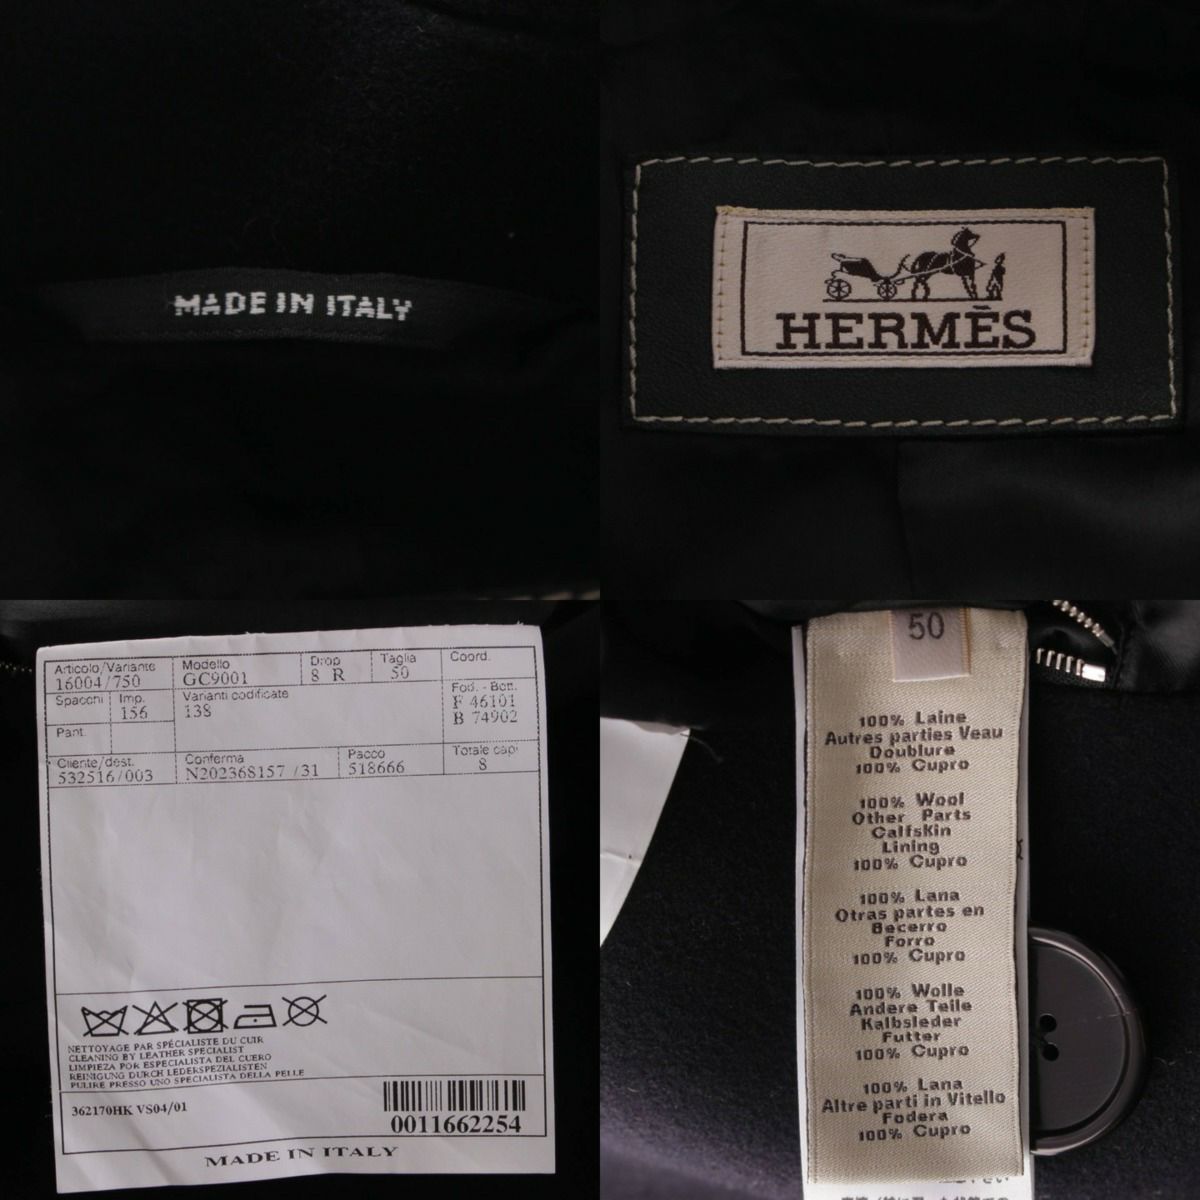 MADE IN ITALY
HERMĒS
Articolo/Variante Modello Drop Taglia Coord.
16004/750 GC9001 8 R 50
Spacchi Imp. Varianti codificate Fod. - Bott.
156 138 F 46101
B 74902
Pant.
Cliente/dest. Conferma Pacco Totale capi
532516/003 N202368157 /31 518666 8
NETTOYAGE PAR SPÉCIALISTE DU CUIR
CLEANING BY LEATHER SPECIALIST
LIMPIEZA POR ESPECIALISTA DEL CUERO
REINIGUNG DURCH LEDERSPEZIALISTEN
PULIRE PRESSO UNO SPECIALISTA DELLA PELLE
362170HK VS04/01
0011662254
MADE IN ITALY
50
100% Laine
Autres parties Veau
Doublure
100% Cupro
100% Wool
Other Parts
Calfskin
Lining
100% Cupro
100% Lana
Otras partes en
Becerro
Forro
100% Cupro
100% Wolle
Andere Teile
Kalbsleder
Futter
100% Cupro
100% Lana
Altre parti in Vitello
Fodera
100% Cupro